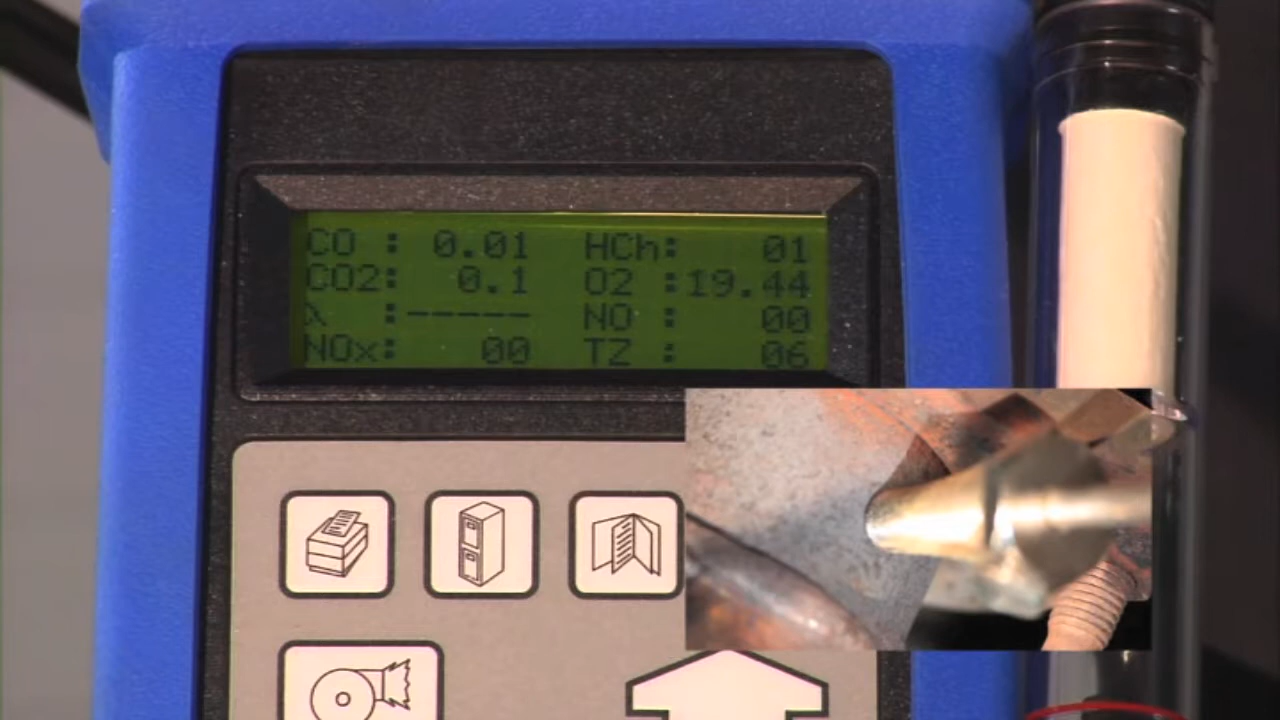 CO : 0.01 HCh: 01
CO2: 0.1 O2 :19.44
λ :----- NO : 00
NOx: 00 TZ : 06